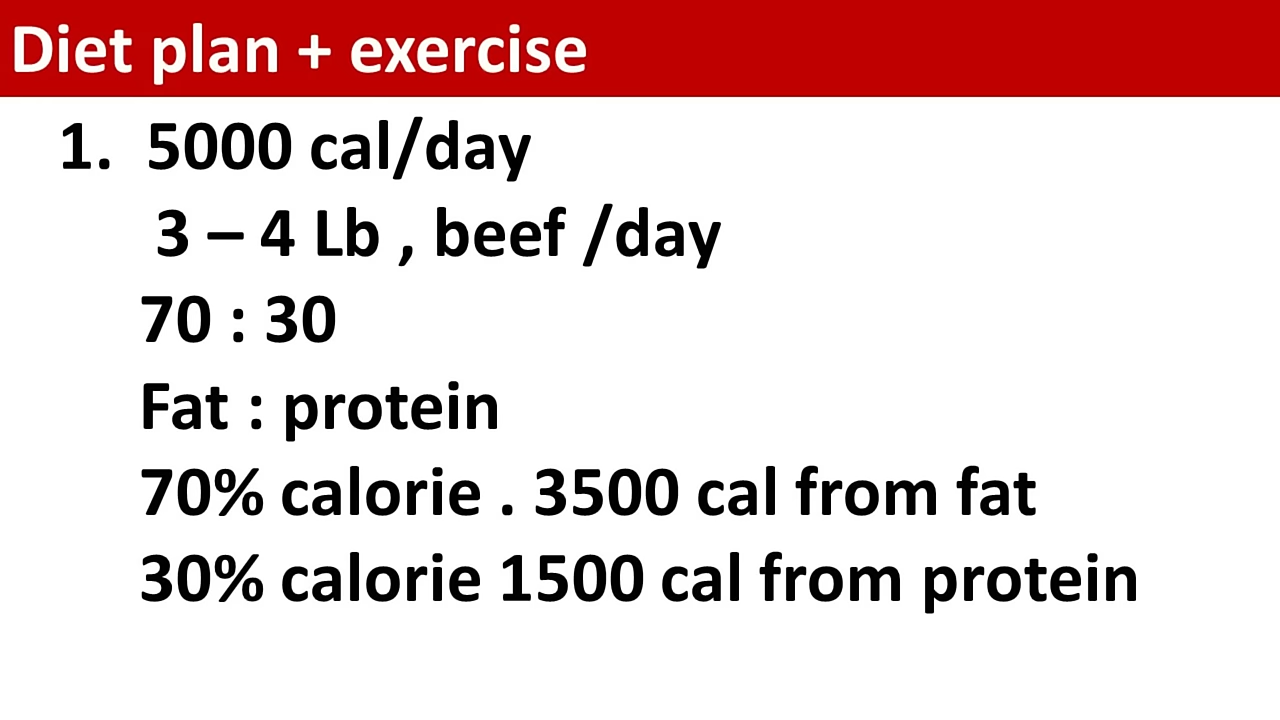 Diet plan + exercise
1. 5000 cal/day
3 – 4 Lb , beef /day
70 : 30
Fat : protein
70% calorie . 3500 cal from fat
30% calorie 1500 cal from protein